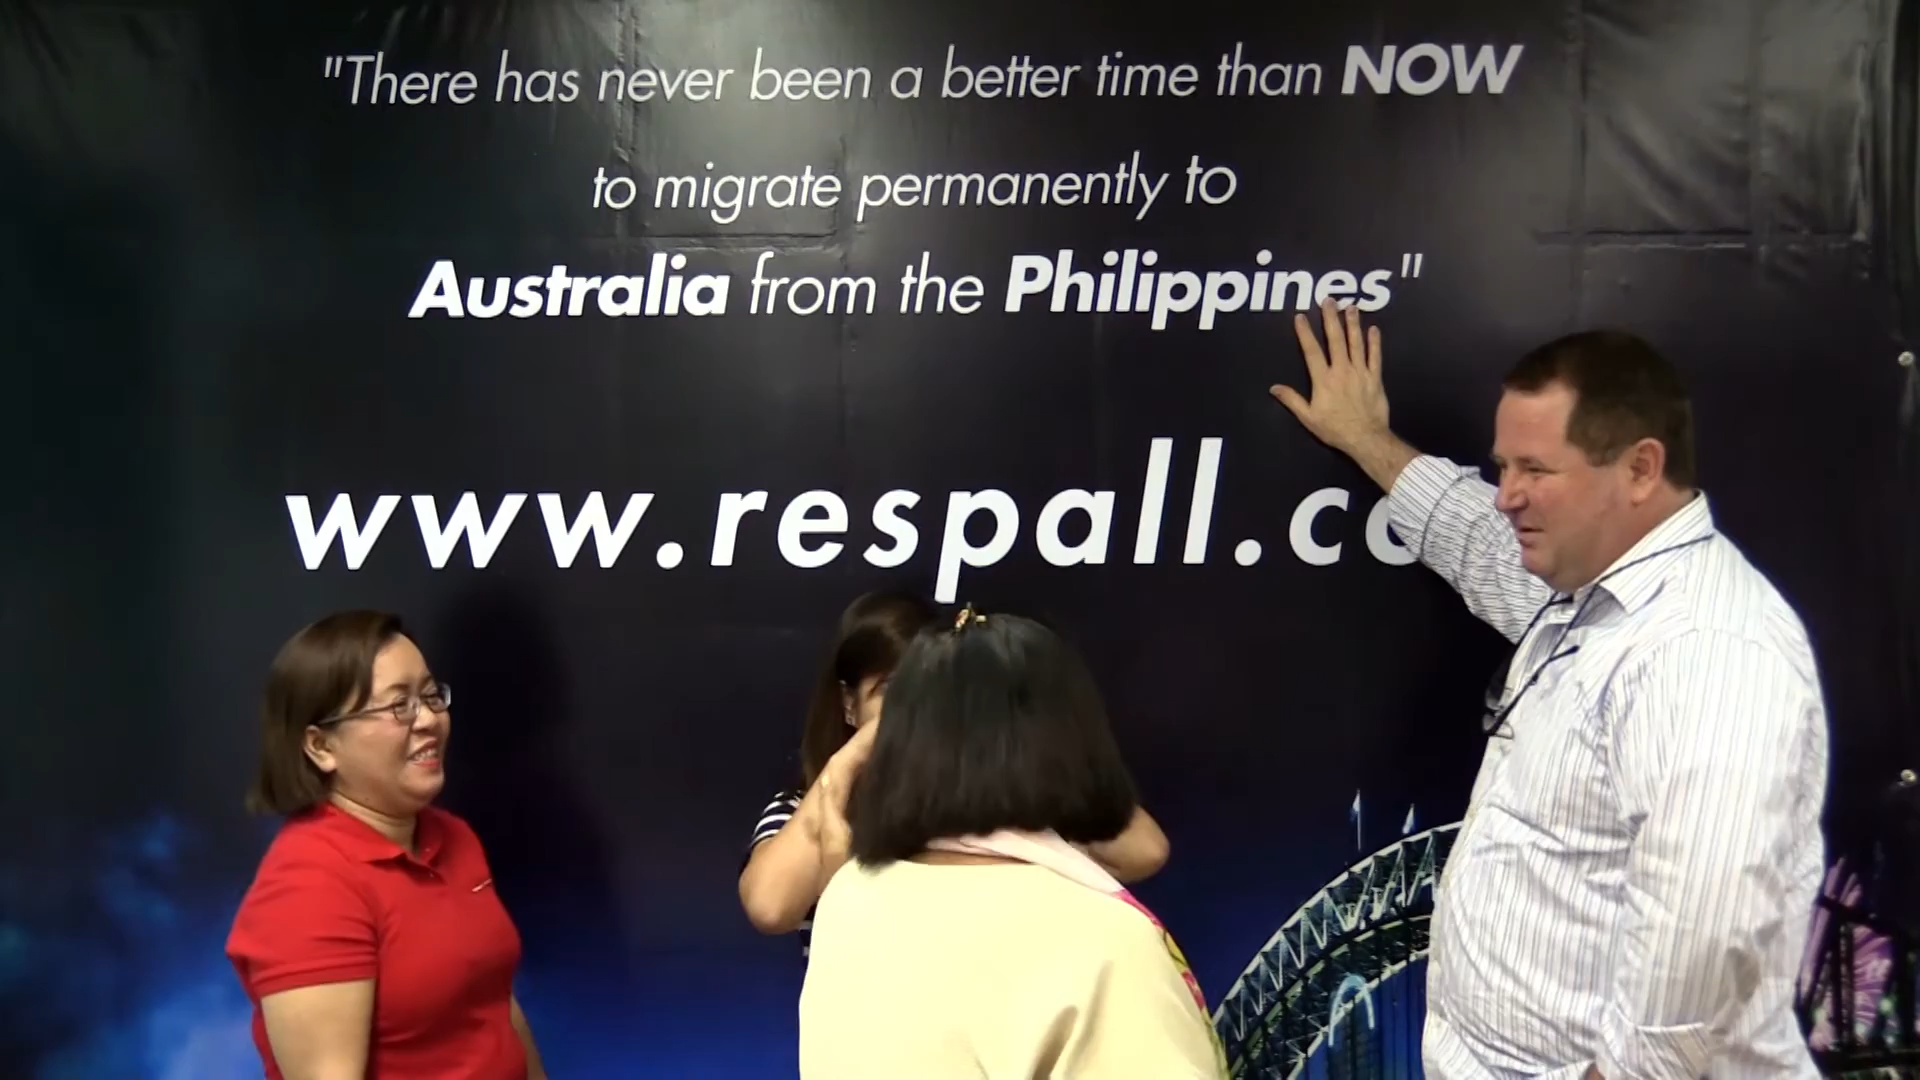 "There has never been a better time than NOW
to migrate permanently to
Australia from the Philippines"
www.respall.co